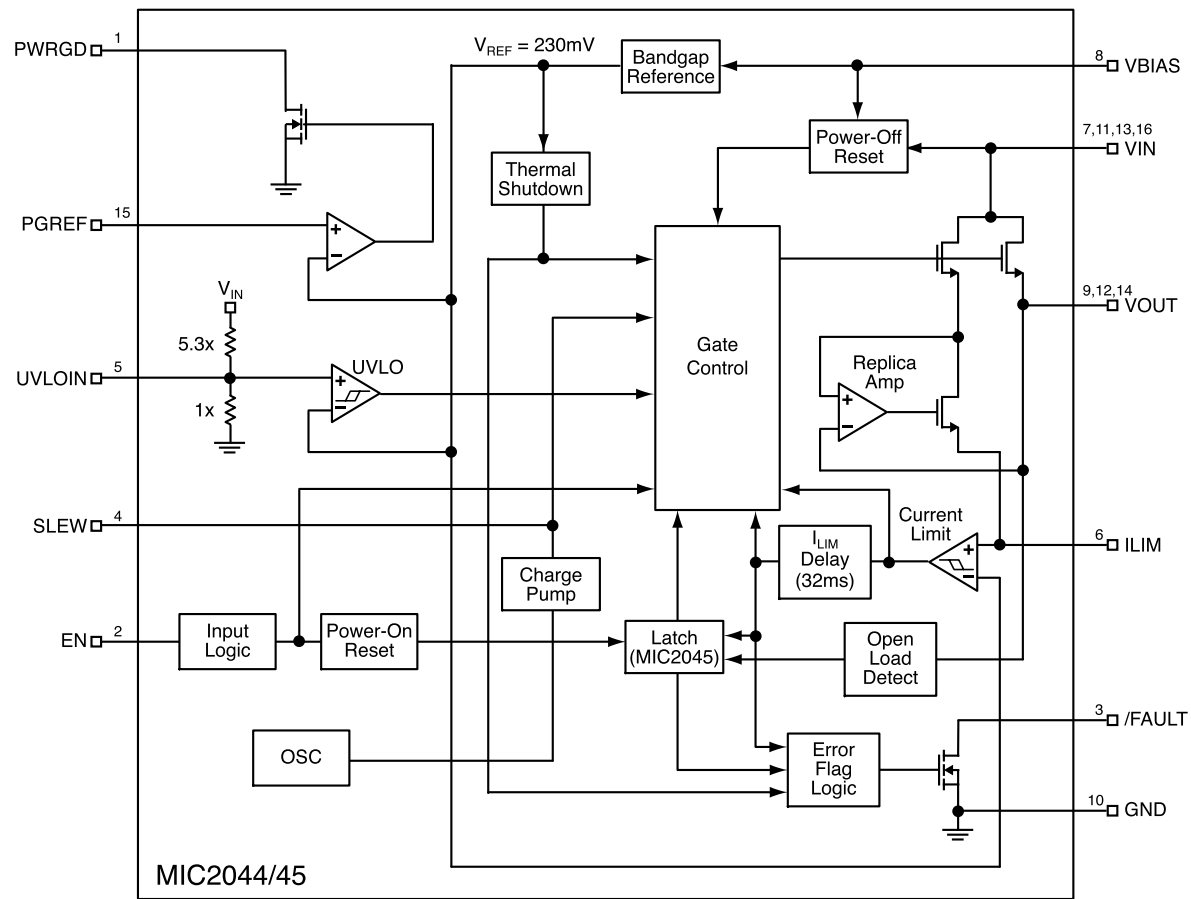 PWRGD
1
V_REF = 230mV
Bandgap
Reference
8
VBIAS
Power-Off
Reset
7,11,13,16
VIN
Thermal
Shutdown
PGREF
15
+
–
9,12,14
VOUT
V_IN
5.3x
UVLOIN
5
1x
UVLO
+
–
Gate
Control
Replica
Amp
+
–
SLEW
4
Current
Limit
+
–
6
ILIM
I_LIM
Delay
(32ms)
Charge
Pump
EN
2
Input
Logic
Power-On
Reset
Latch
(MIC2045)
Open
Load
Detect
3
/FAULT
OSC
Error
Flag
Logic
10
GND
MIC2044/45